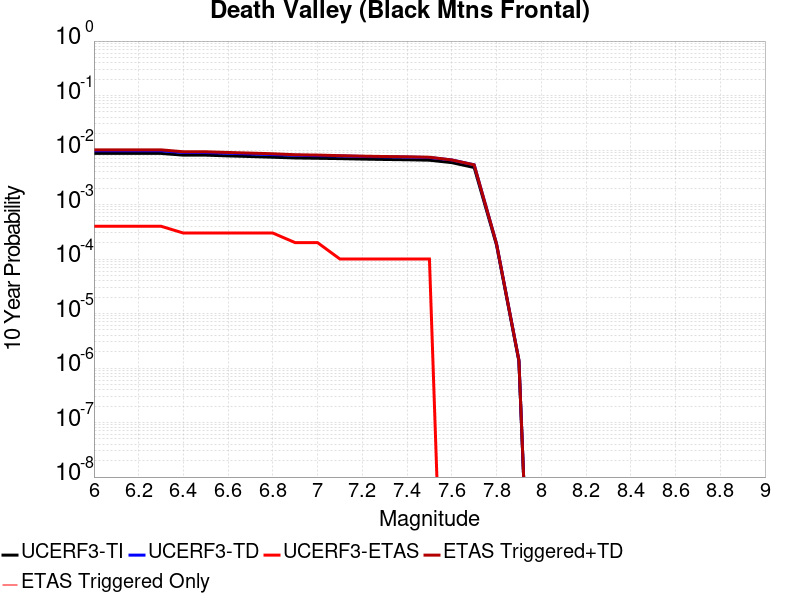 Death Valley (Black Mtns Frontal)
10 0
10 -1
10 -2
10 -3
10 -4
10 -5
10 -6
10 -7
10 -8
10 Year Probability
6 6.2 6.4 6.6 6.8 7 7.2 7.4 7.6 7.8 8 8.2 8.4 8.6 8.8 9
Magnitude
UCERF3-TI UCERF3-TD UCERF3-ETAS ETAS Triggered+TD
ETAS Triggered Only